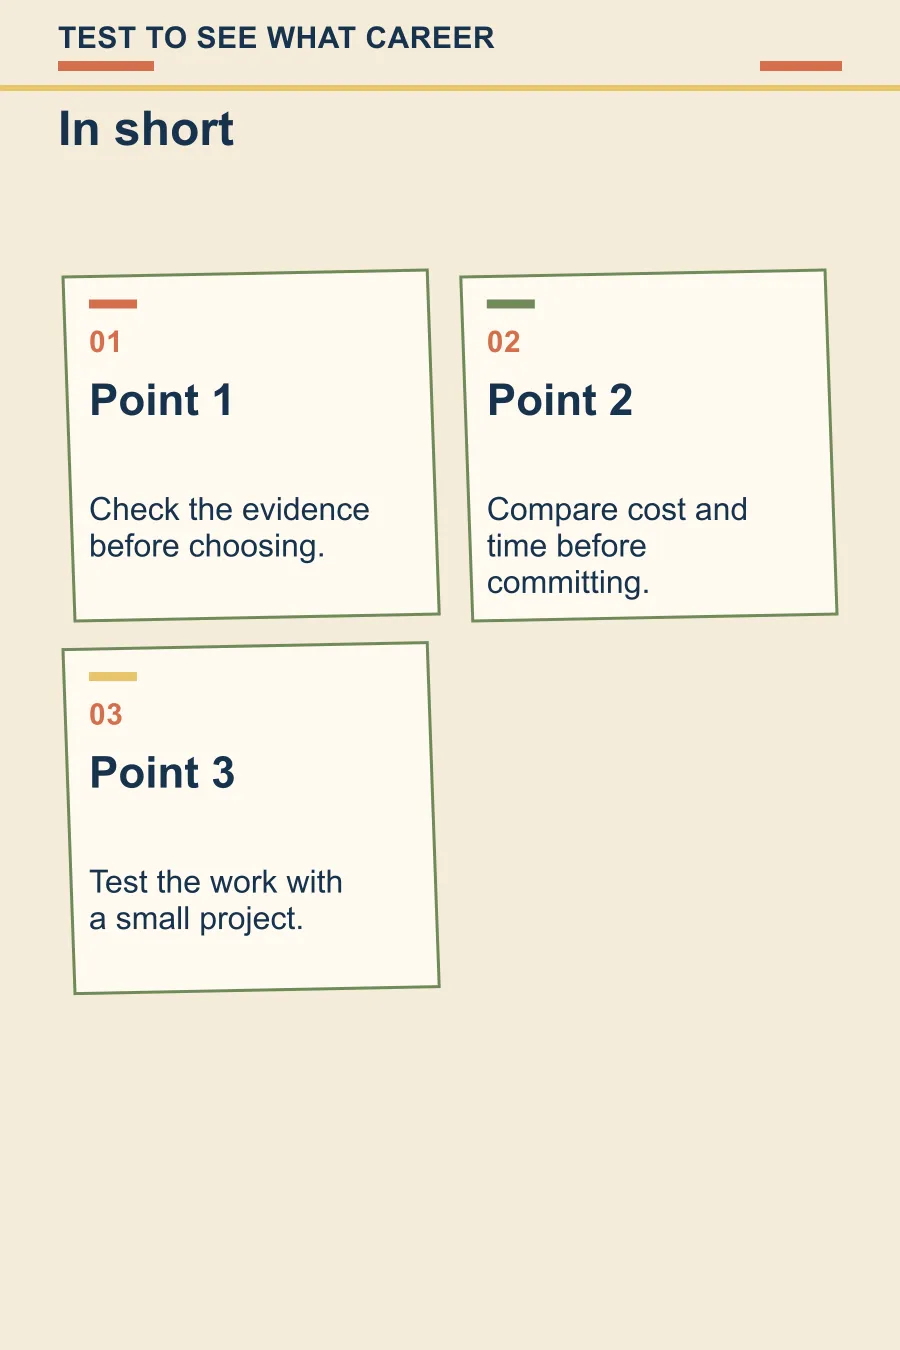 TEST TO SEE WHAT CAREER
In short
01
Point 1
Check the evidence
before choosing.
02
Point 2
Compare cost and
time before
committing.
03
Point 3
Test the work with
a small project.